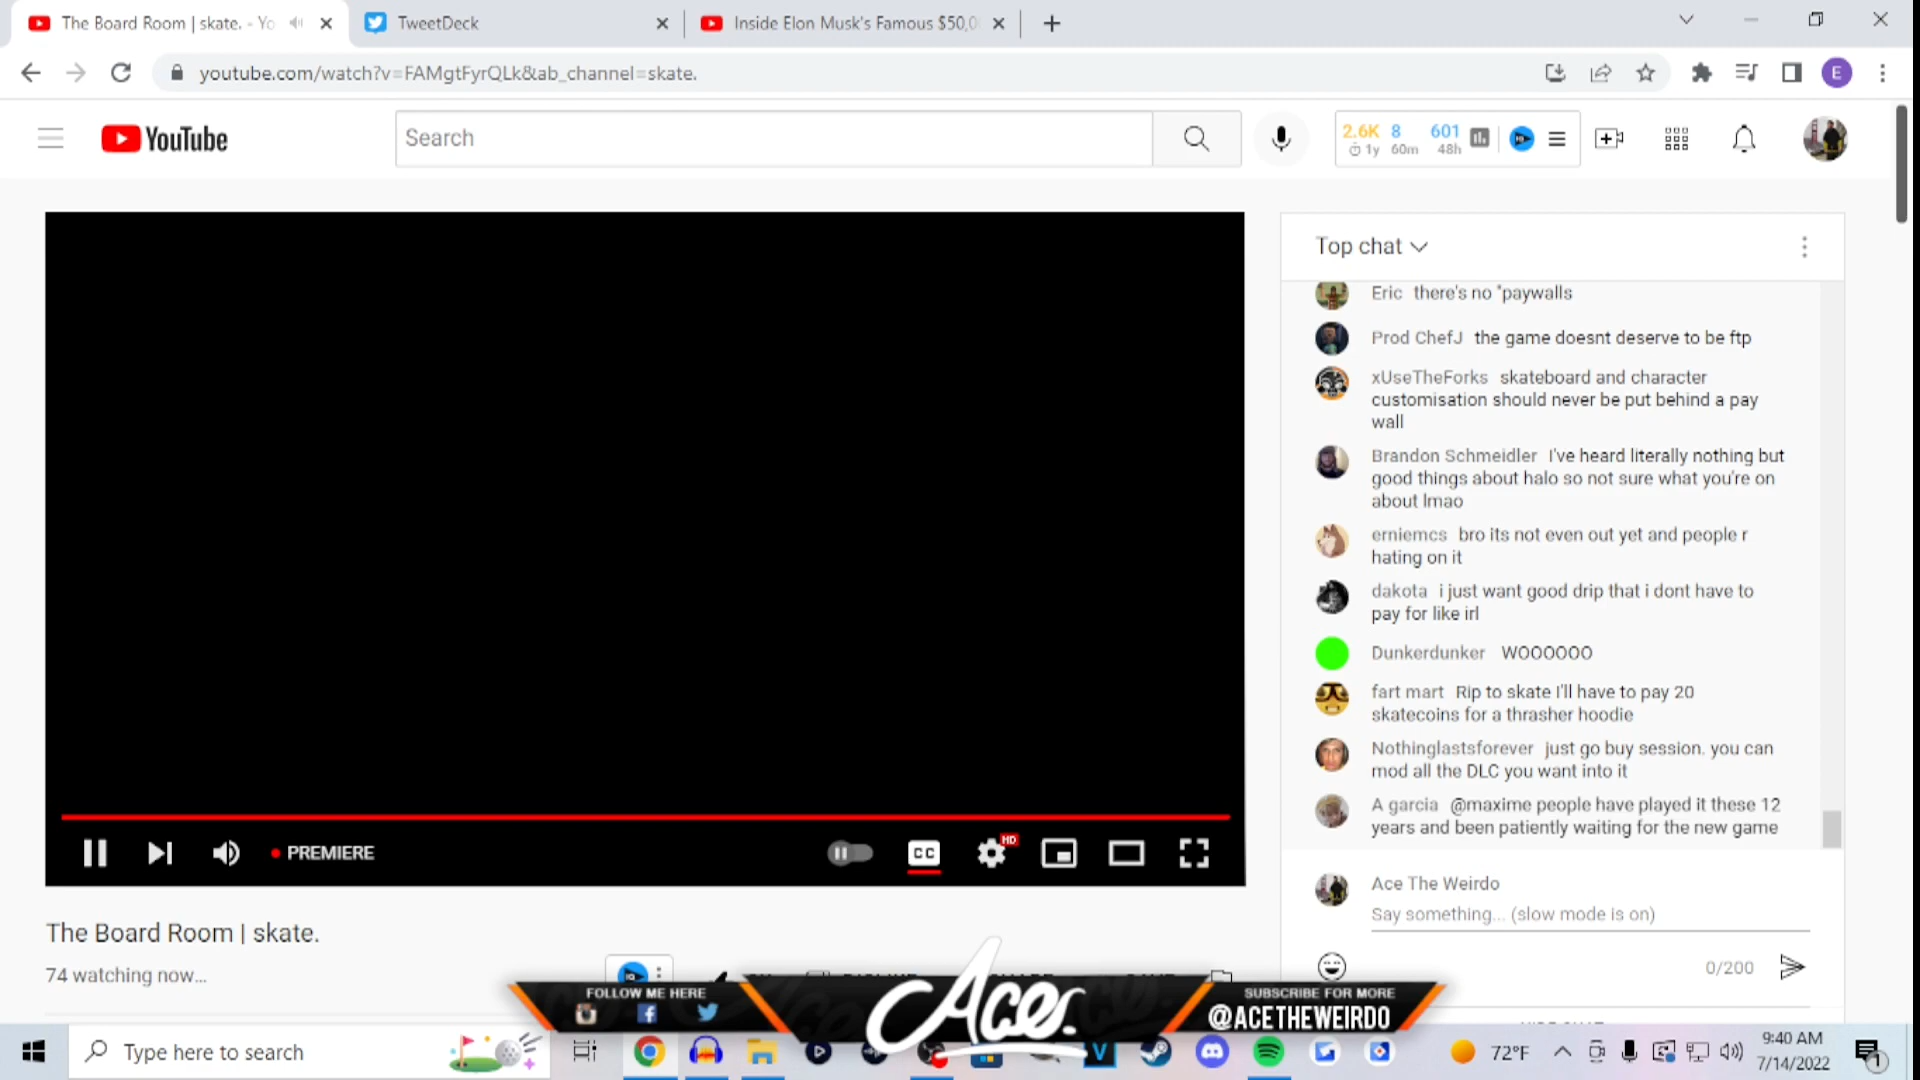 The Board Room | skate. - Yo
TweetDeck
Inside Elon Musk's Famous $50,0
youtube.com/watch?v=FAMgtFyrQLk&ab_channel=skate.
E
YouTube
Search
2.6K 8 601
1y 60m 48h
Top chat
Eric there's no "paywalls
Prod ChefJ the game doesnt deserve to be ftp
xUseTheForks skateboard and character
customisation should never be put behind a pay
wall
Brandon Schmeidler I've heard literally nothing but
good things about halo so not sure what you're on
about lmao
erniemcs bro its not even out yet and people r
hating on it
dakota i just want good drip that i dont have to
pay for like irl
Dunkerdunker WOOOOOO
fart mart Rip to skate I'll have to pay 20
skatecoins for a thrasher hoodie
Nothinglastsforever just go buy session. you can
mod all the DLC you want into it
A garcia @maxime people have played it these 12
years and been patiently waiting for the new game
PREMIERE
CC
HD
Ace The Weirdo
Say something... (slow mode is on)
0/200
The Board Room | skate.
74 watching now...
FOLLOW ME HERE
Ace.
SUBSCRIBE FOR MORE
@ACETHEWEIRDO
Type here to search
72°F
9:40 AM
7/14/2022
1